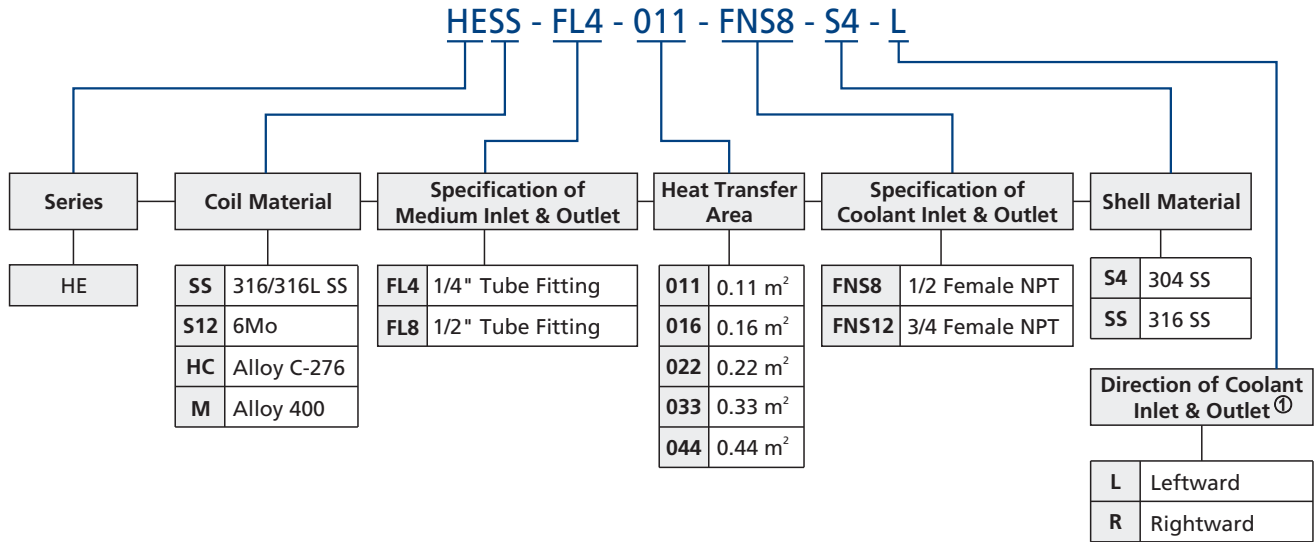 HESS - FL4 - 011 - FNS8 - S4 - L
Series
HE
Coil Material
SS 316/316L SS
S12 6Mo
HC Alloy C-276
M Alloy 400
Specification of
Medium Inlet & Outlet
FL4 1/4" Tube Fitting
FL8 1/2" Tube Fitting
Heat Transfer
Area
011 0.11 m²
016 0.16 m²
022 0.22 m²
033 0.33 m²
044 0.44 m²
Specification of
Coolant Inlet & Outlet
FNS8 1/2 Female NPT
FNS12 3/4 Female NPT
Shell Material
S4 304 SS
SS 316 SS
Direction of Coolant
Inlet & Outlet ①
L Leftward
R Rightward